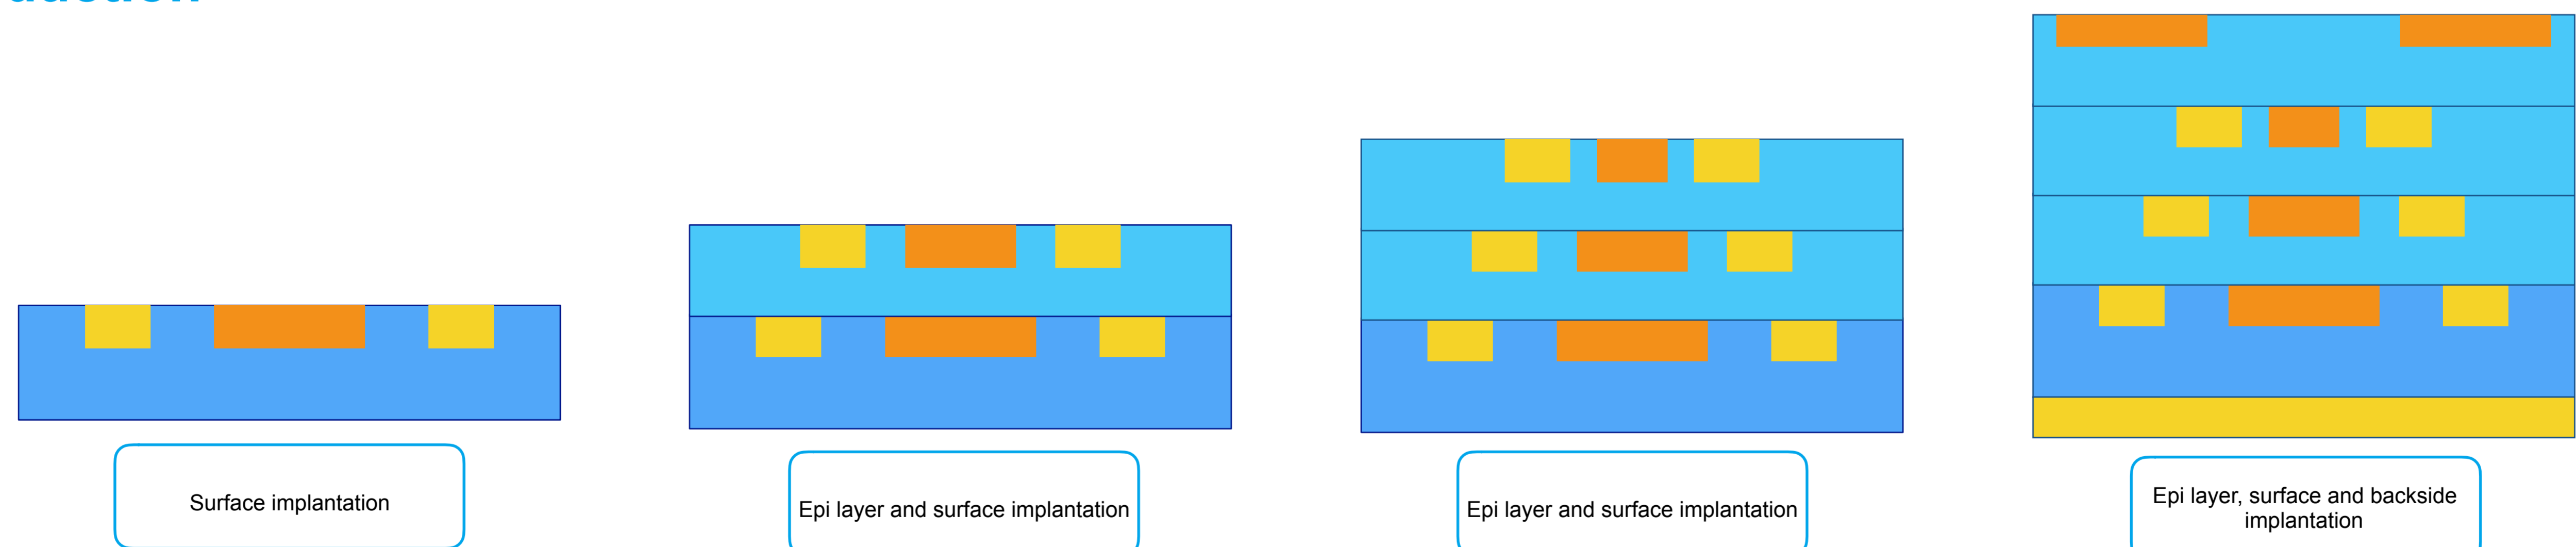 Surface implantation
Epi layer and surface implantation
Epi layer and surface implantation
Epi layer, surface and backside
implantation